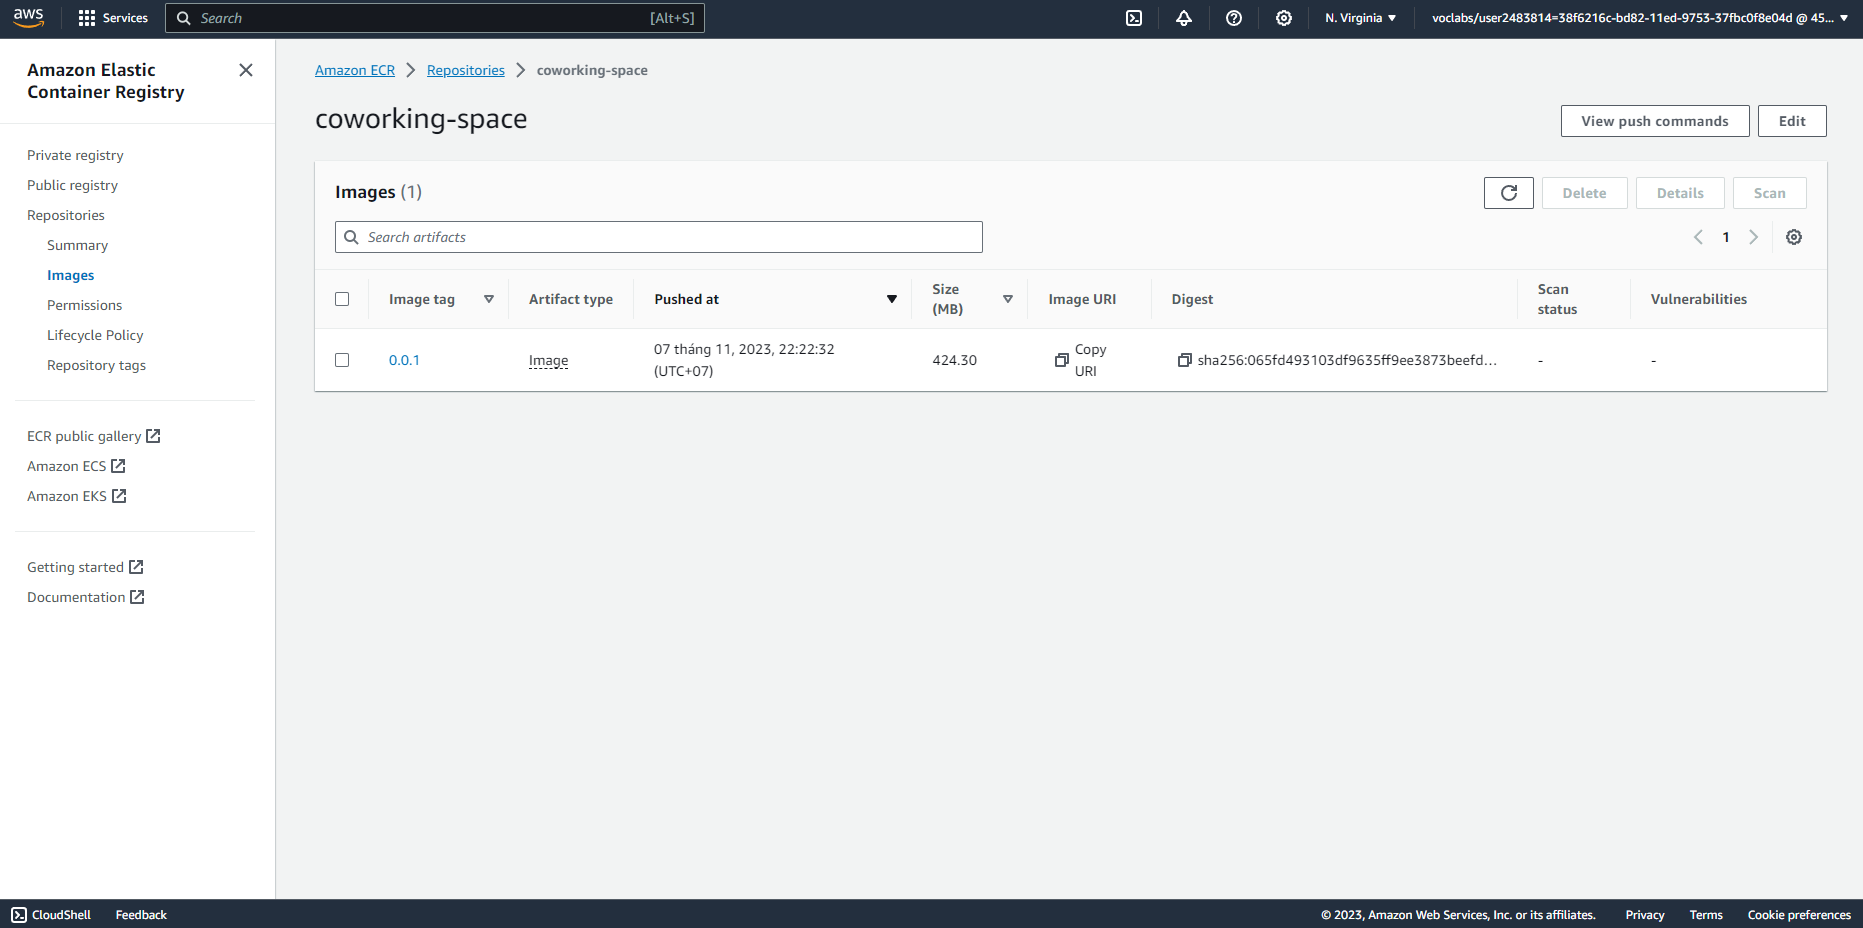 aws
Services
Search [Alt+S]
N. Virginia
voclabs/user2483814=38f6216c-bd82-11ed-9753-37fbc0f8e04d @ 45...
Amazon Elastic
Container Registry
Private registry
Public registry
Repositories
Summary
Images
Permissions
Lifecycle Policy
Repository tags
ECR public gallery
Amazon ECS
Amazon EKS
Getting started
Documentation
Amazon ECR > Repositories > coworking-space
coworking-space
View push commands
Edit
Images (1)
Delete
Details
Scan
Search artifacts
1
Image tag
Artifact type
Pushed at
Size
(MB)
Image URI
Digest
Scan
status
Vulnerabilities
0.0.1
Image
07 tháng 11, 2023, 22:22:32
(UTC+07)
424.30
Copy
URI
sha256:065fd493103df9635ff9ee3873beefd...
-
-
CloudShell
Feedback
© 2023, Amazon Web Services, Inc. or its affiliates.
Privacy
Terms
Cookie preferences